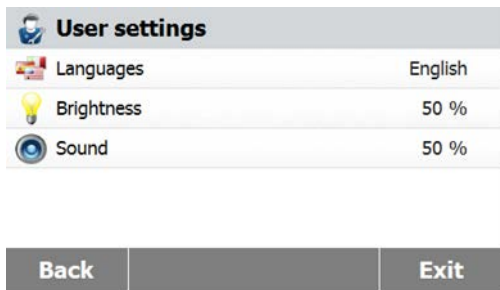 User settings
Languages English
Brightness 50 %
Sound 50 %
Back Exit